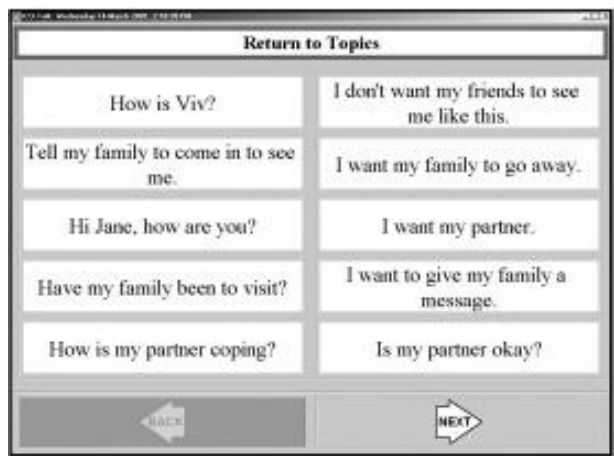 Return to Topics
How is Viv?
I don't want my friends to see
me like this.
Tell my family to come in to see
me.
I want my family to go away.
Hi Jane, how are you?
I want my partner.
Have my family been to visit?
I want to give my family a
message.
How is my partner coping?
Is my partner okay?
BACK
NEXT